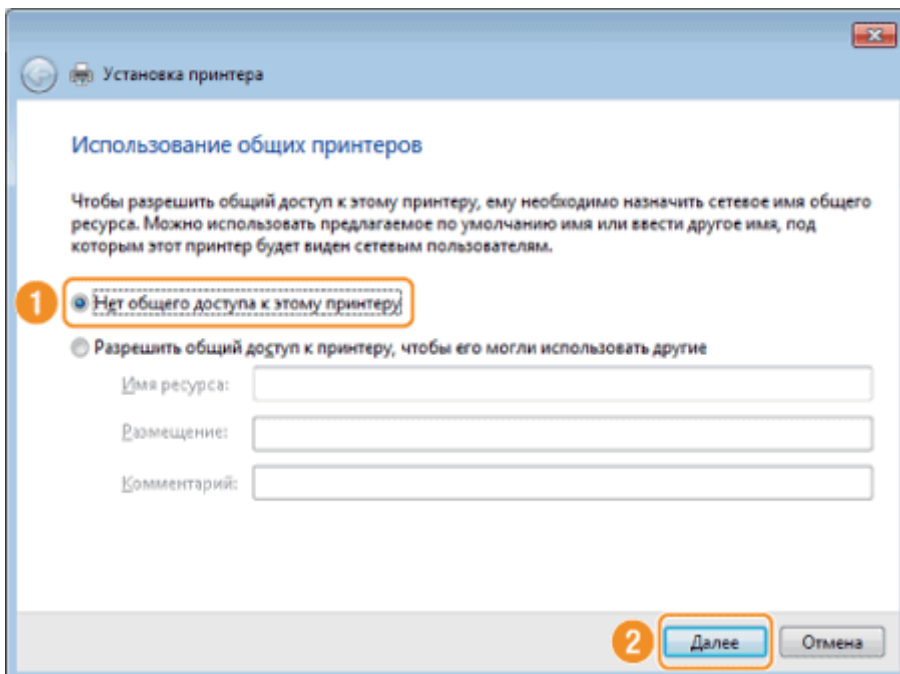 Установка принтера
Использование общих принтеров
Чтобы разрешить общий доступ к этому принтеру, ему необходимо назначить сетевое имя общего
ресурса. Можно использовать предлагаемое по умолчанию имя или ввести другое имя, под
которым этот принтер будет виден сетевым пользователям.
1 Нет общего доступа к этому принтеру
Разрешить общий доступ к принтеру, чтобы его могли использовать другие
Имя ресурса:
Размещение:
Комментарий:
2 Далее Отмена